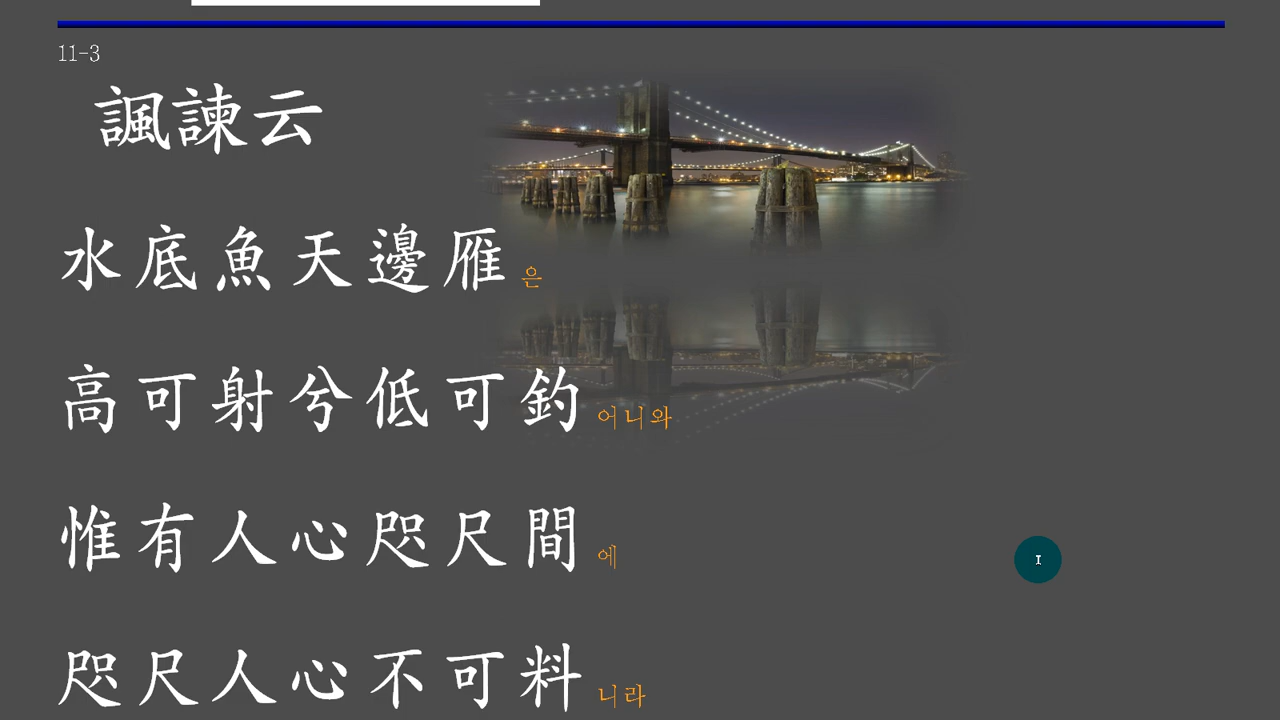 11-3
諷諫云
水底魚天邊雁은
高可射兮低可釣어니와
惟有人心咫尺間에
咫尺人心不可料니라